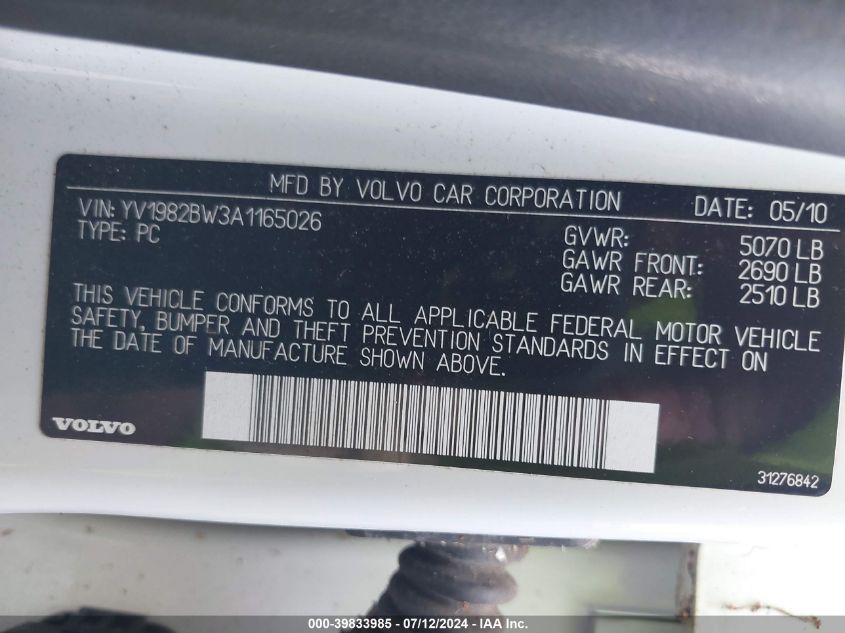 MFD BY VOLVO CAR CORPORATION DATE: 05/10
VIN: YV1982BW3A1165026
TYPE: PC
GVWR: 5070 LB
GAWR FRONT: 2690 LB
GAWR REAR: 2510 LB
THIS VEHICLE CONFORMS TO ALL APPLICABLE FEDERAL MOTOR VEHICLE
SAFETY, BUMPER AND THEFT PREVENTION STANDARDS IN EFFECT ON
THE DATE OF MANUFACTURE SHOWN ABOVE.
VOLVO
31276842
000-39833985 / 07/12/2024 - IAA Inc.